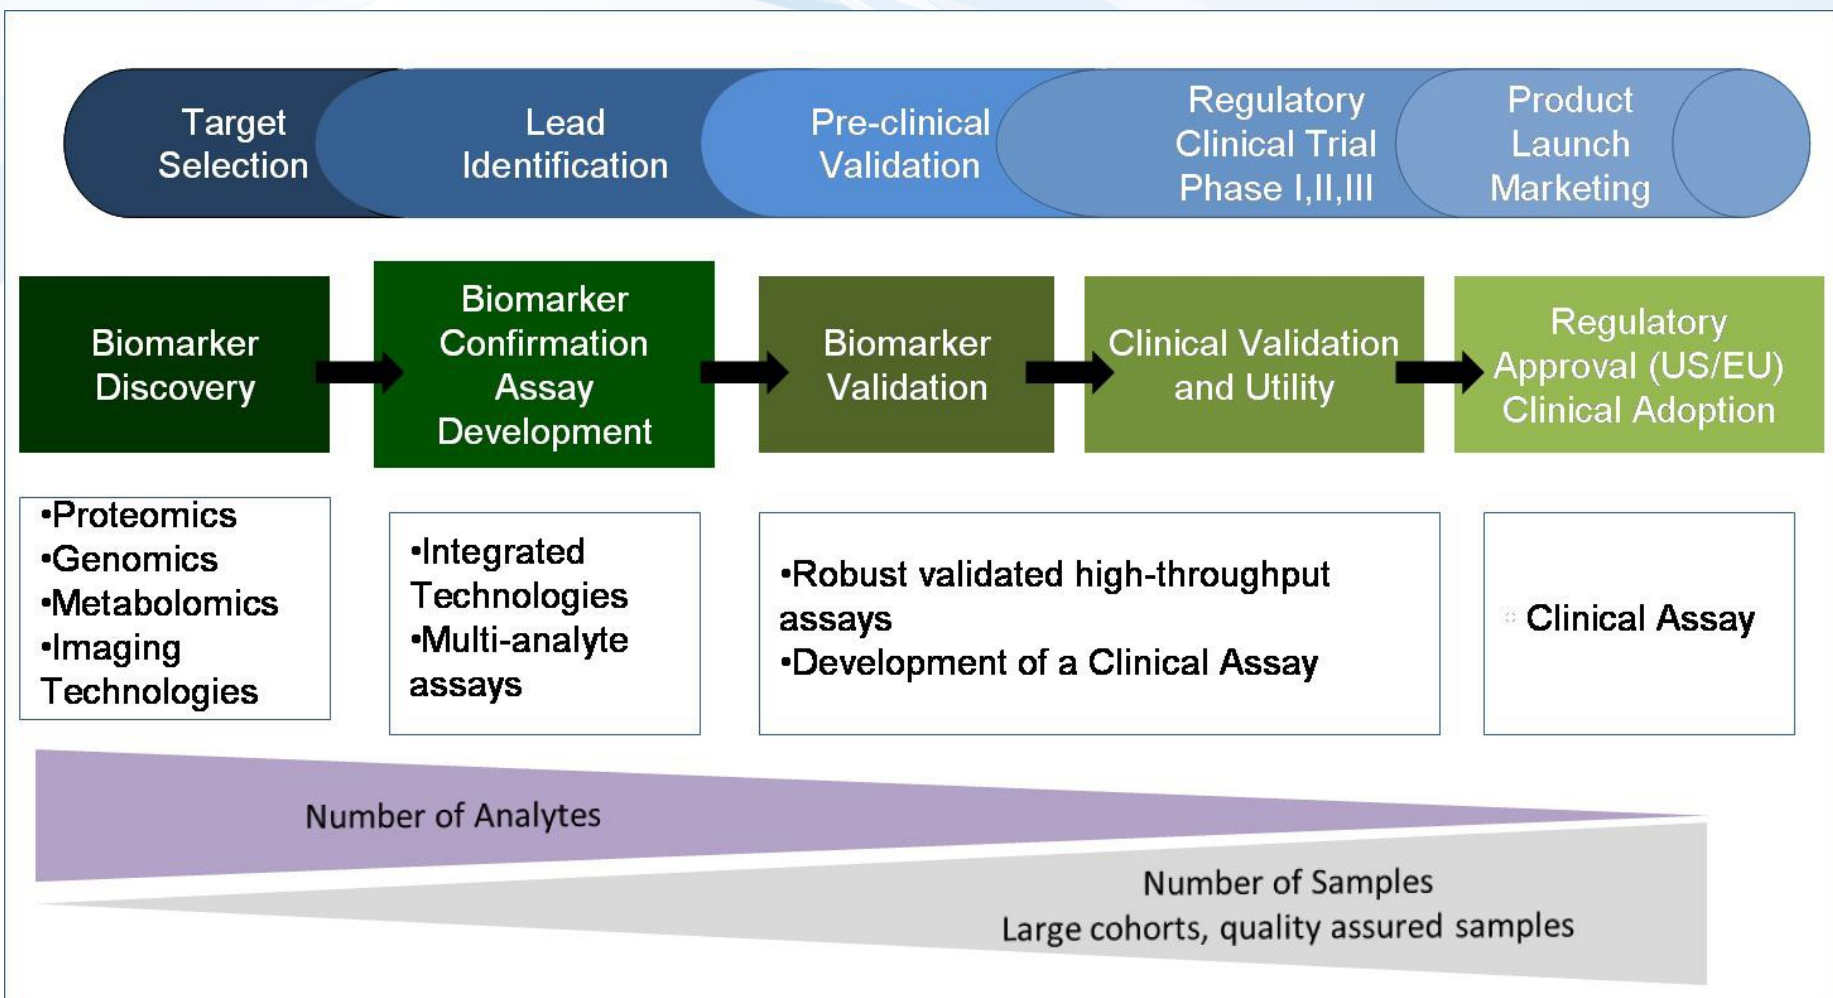 Target
Selection
Lead
Identification
Pre-clinical
Validation
Regulatory
Clinical Trial
Phase I,II,III
Product
Launch
Marketing
Biomarker
Discovery
Biomarker
Confirmation
Assay
Development
Biomarker
Validation
Clinical Validation
and Utility
Regulatory
Approval (US/EU)
Clinical Adoption
•Proteomics
•Genomics
•Metabolomics
•Imaging
Technologies
•Integrated
Technologies
•Multi-analyte
assays
•Robust validated high-throughput
assays
•Development of a Clinical Assay
Clinical Assay
Number of Analytes
Number of Samples
Large cohorts, quality assured samples